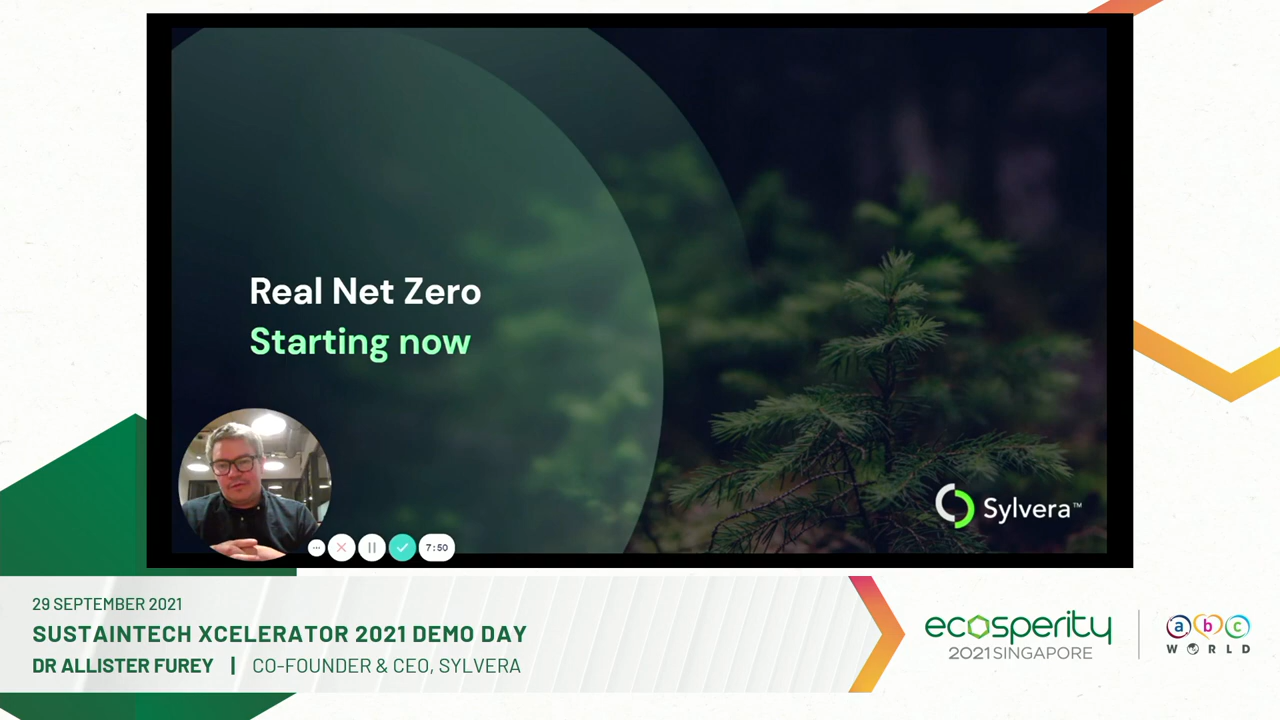 Real Net Zero
Starting now
Sylvera™
7:50
29 SEPTEMBER 2021
SUSTAINTECH XCELERATOR 2021 DEMO DAY
DR ALLISTER FUREY | CO-FOUNDER & CEO, SYLVERA
ecosperity
2021 SINGAPORE
abc
WORLD